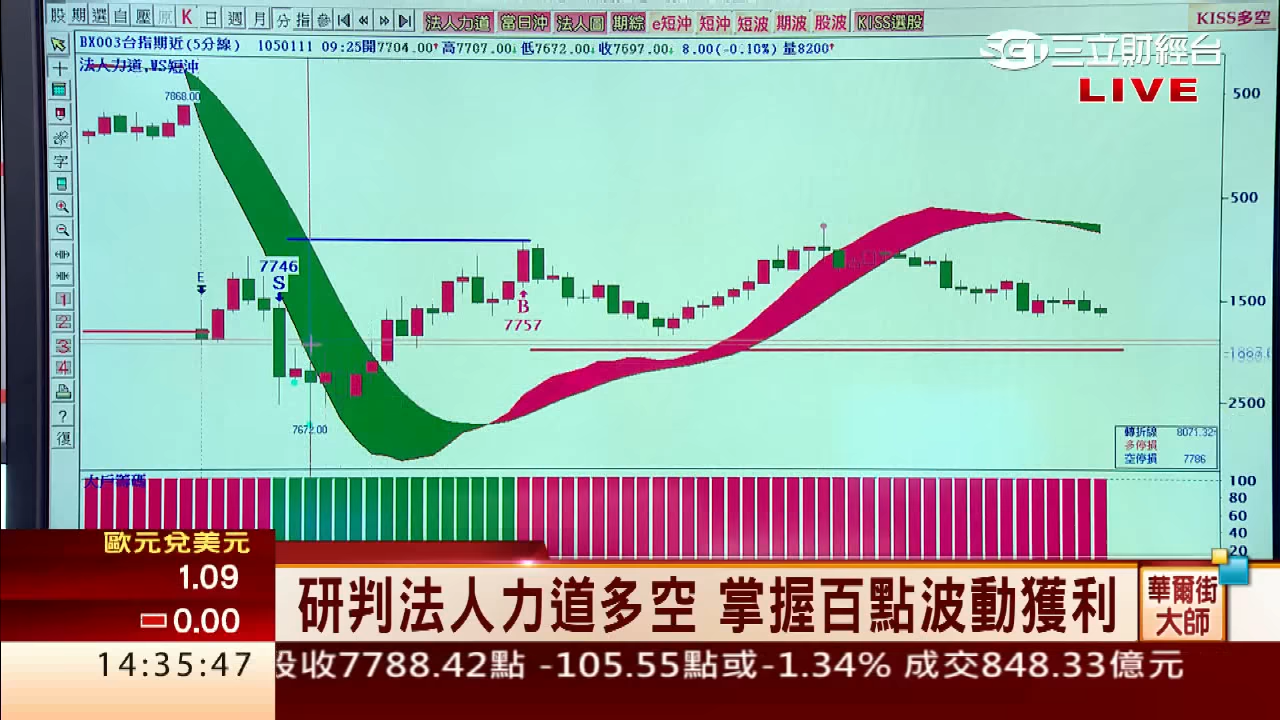 股 期 選 自 壓 原 K 日 週 月 分 指 參
法人力道 當日沖 法人圖 期綜 e短沖 短沖 短波 期波 股波 KISS選股
KISS多空
BX003台指期近(5分線) 1050111 09:25開7704.00↑高7707.00↓低7672.00↓收7697.00↓ 8.00(-0.10%) 量8200↑
法人力道,WS短沖
三立財經台
LIVE
7868.00
500
500
1500
2500
E
7746
S
B
7757
7672.00
字
1
2
3
4
?
復
轉折線 8071.32
多停損
空停損 7786
大戶籌碼
100
80
60
40
20
歐元兌美元
1.09
0.00
研判法人力道多空 掌握百點波動獲利
華爾街
大師
14:35:47
股收7788.42點 -105.55點或-1.34% 成交848.33億元